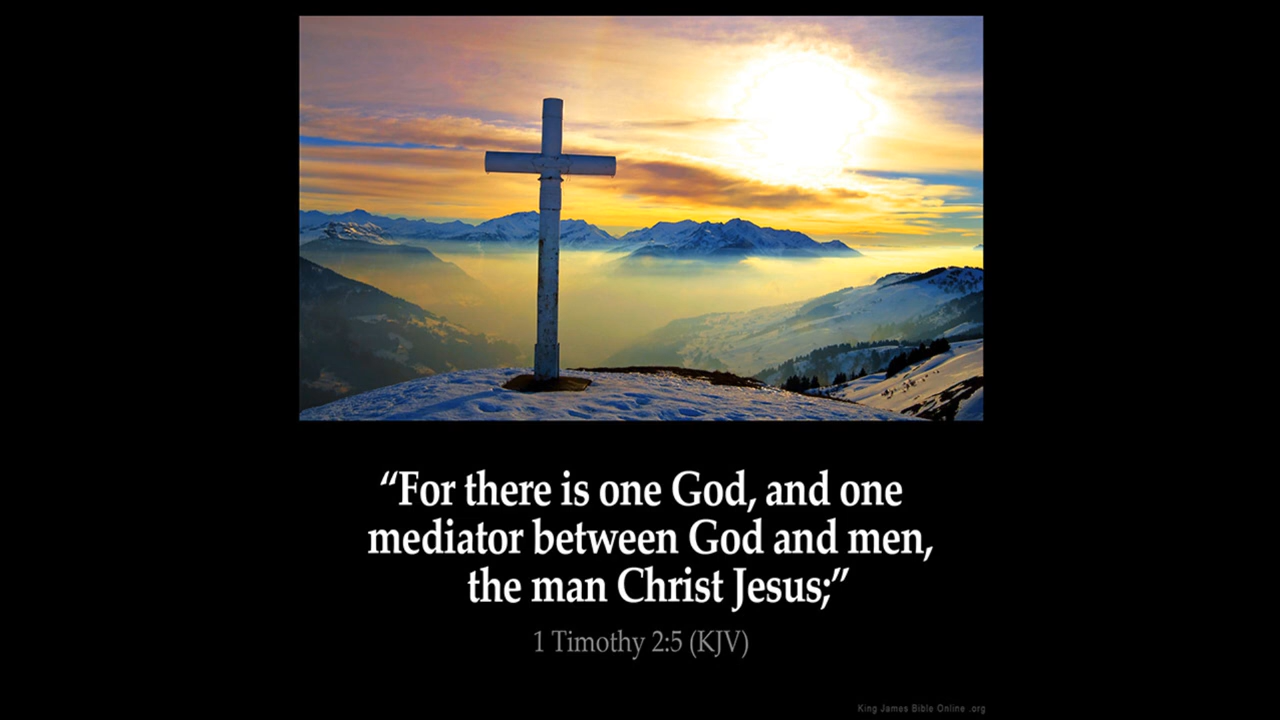 “For there is one God, and one
mediator between God and men,
the man Christ Jesus;”
1 Timothy 2:5 (KJV)
King James Bible Online .org